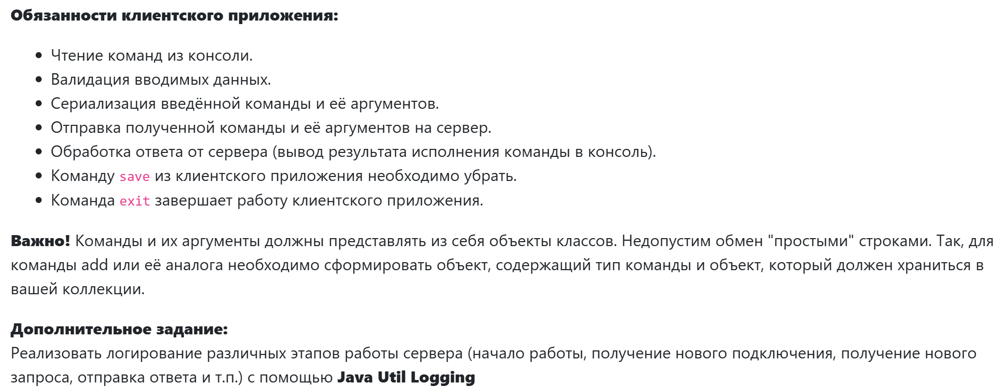 Обязанности клиентского приложения:
• Чтение команд из консоли.
• Валидация вводимых данных.
• Сериализация введённой команды и её аргументов.
• Отправка полученной команды и её аргументов на сервер.
• Обработка ответа от сервера (вывод результата исполнения команды в консоль).
• Команду save из клиентского приложения необходимо убрать.
• Команда exit завершает работу клиентского приложения.
Важно! Команды и их аргументы должны представлять из себя объекты классов. Недопустим обмен "простыми" строками. Так, для
команды add или её аналога необходимо сформировать объект, содержащий тип команды и объект, который должен храниться в
вашей коллекции.
Дополнительное задание:
Реализовать логирование различных этапов работы сервера (начало работы, получение нового подключения, получение нового
запроса, отправка ответа и т.п.) с помощью Java Util Logging